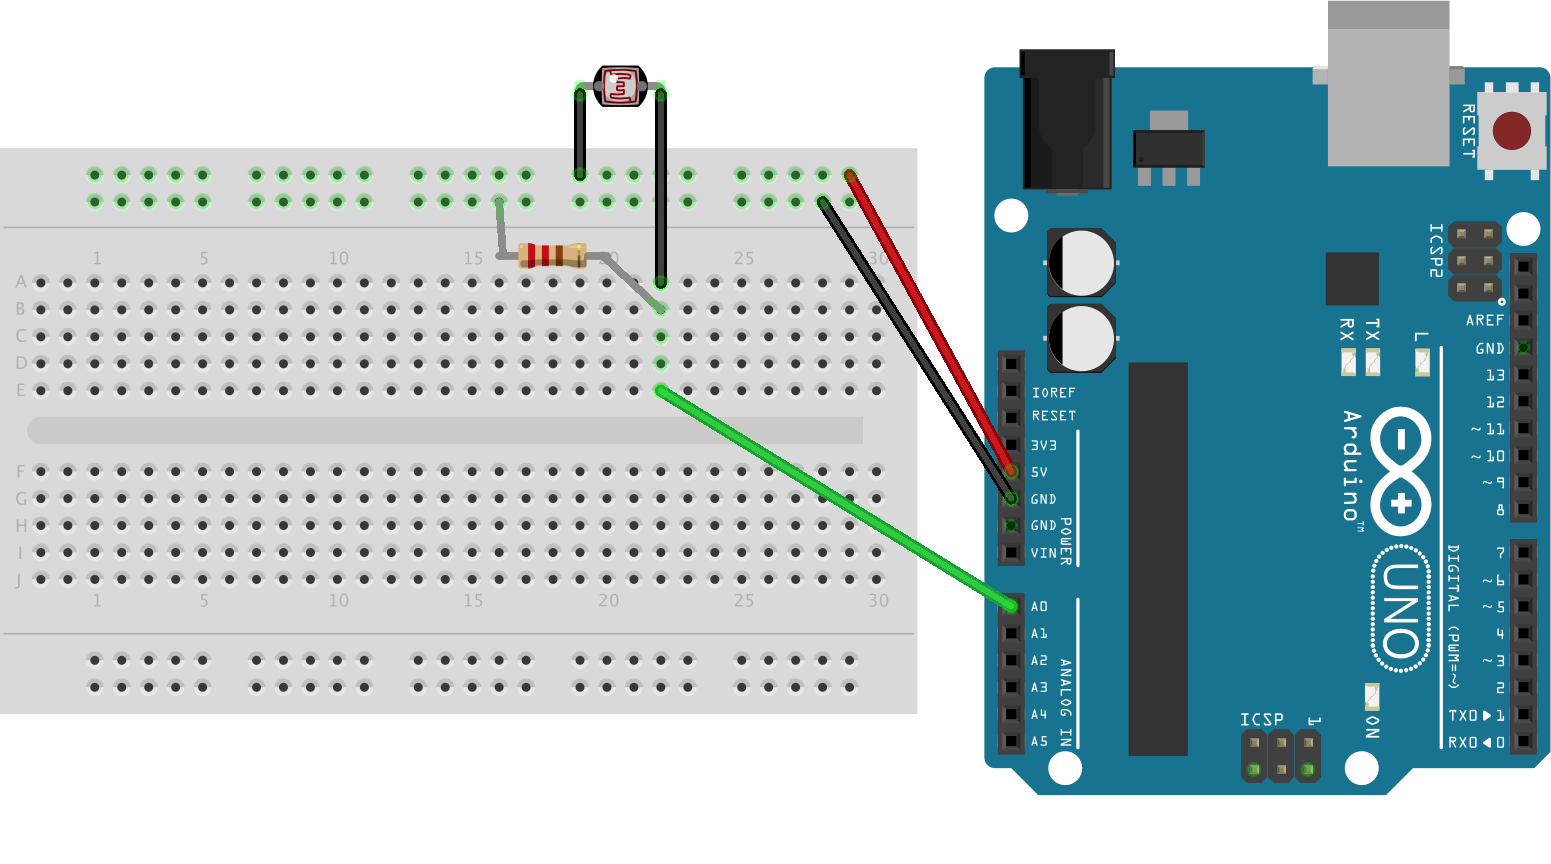 1 5 10 15 20 25 30
A
B
C
D
E
F
G
H
I
J
1 5 10 15 20 25 30
RESET
ICSP2
IOREF
RESET
3V3
5V
GND
GND
VIN
POWER
A0
A1
A2
A3
A4
A5
ANALOG IN
RX
TX
L
Arduino™
UNO
AREF
GND
13
12
~11
~10
~9
8
7
~6
~5
4
~3
2
TX0▶1
RX0◀0
DIGITAL (PWM=~)
ON
ICSP 1